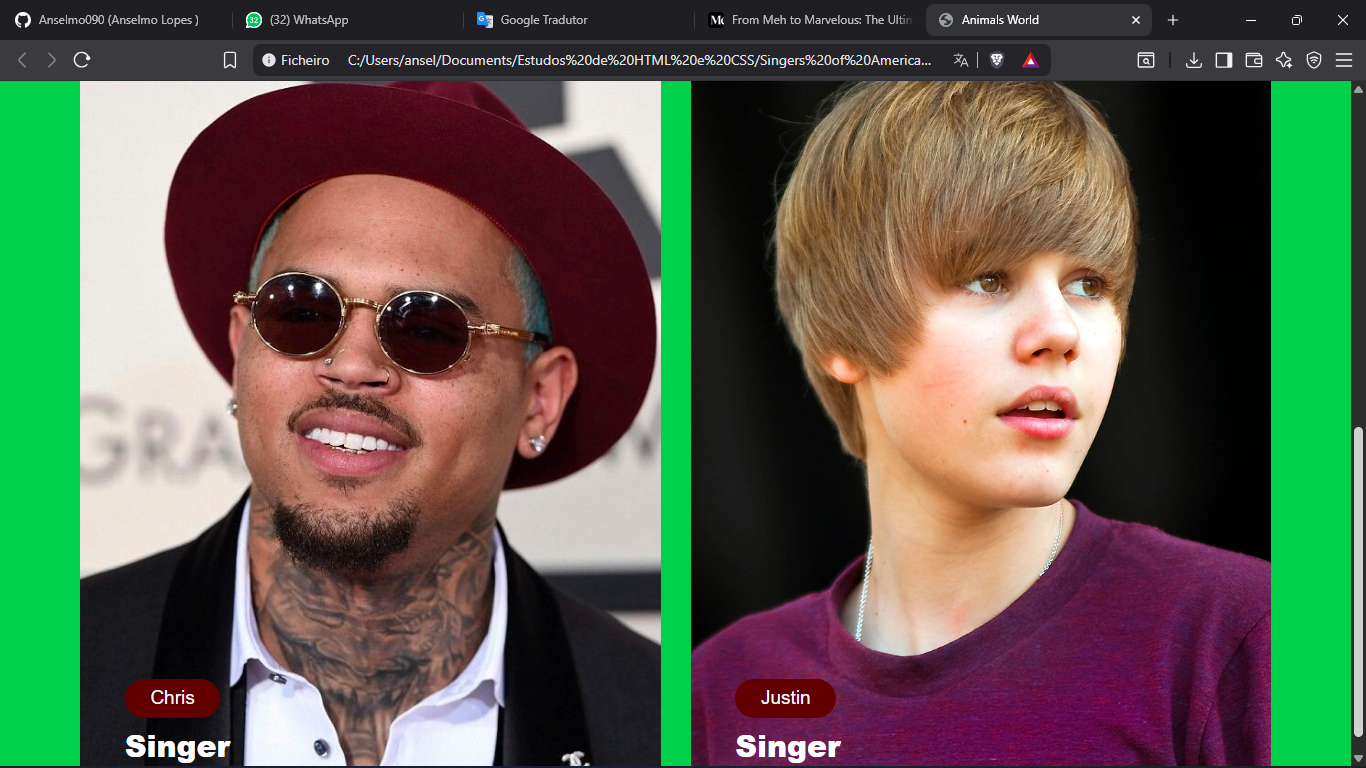 Anselmo090 (Anselmo Lopes )
(32) WhatsApp
Google Tradutor
From Meh to Marvelous: The Ultim
Animals World
Ficheiro
C:/Users/ansel/Documents/Estudos%20de%20HTML%20e%20CSS/Singers%20of%20America...
GRA
Chris
Justin
Singer
Singer